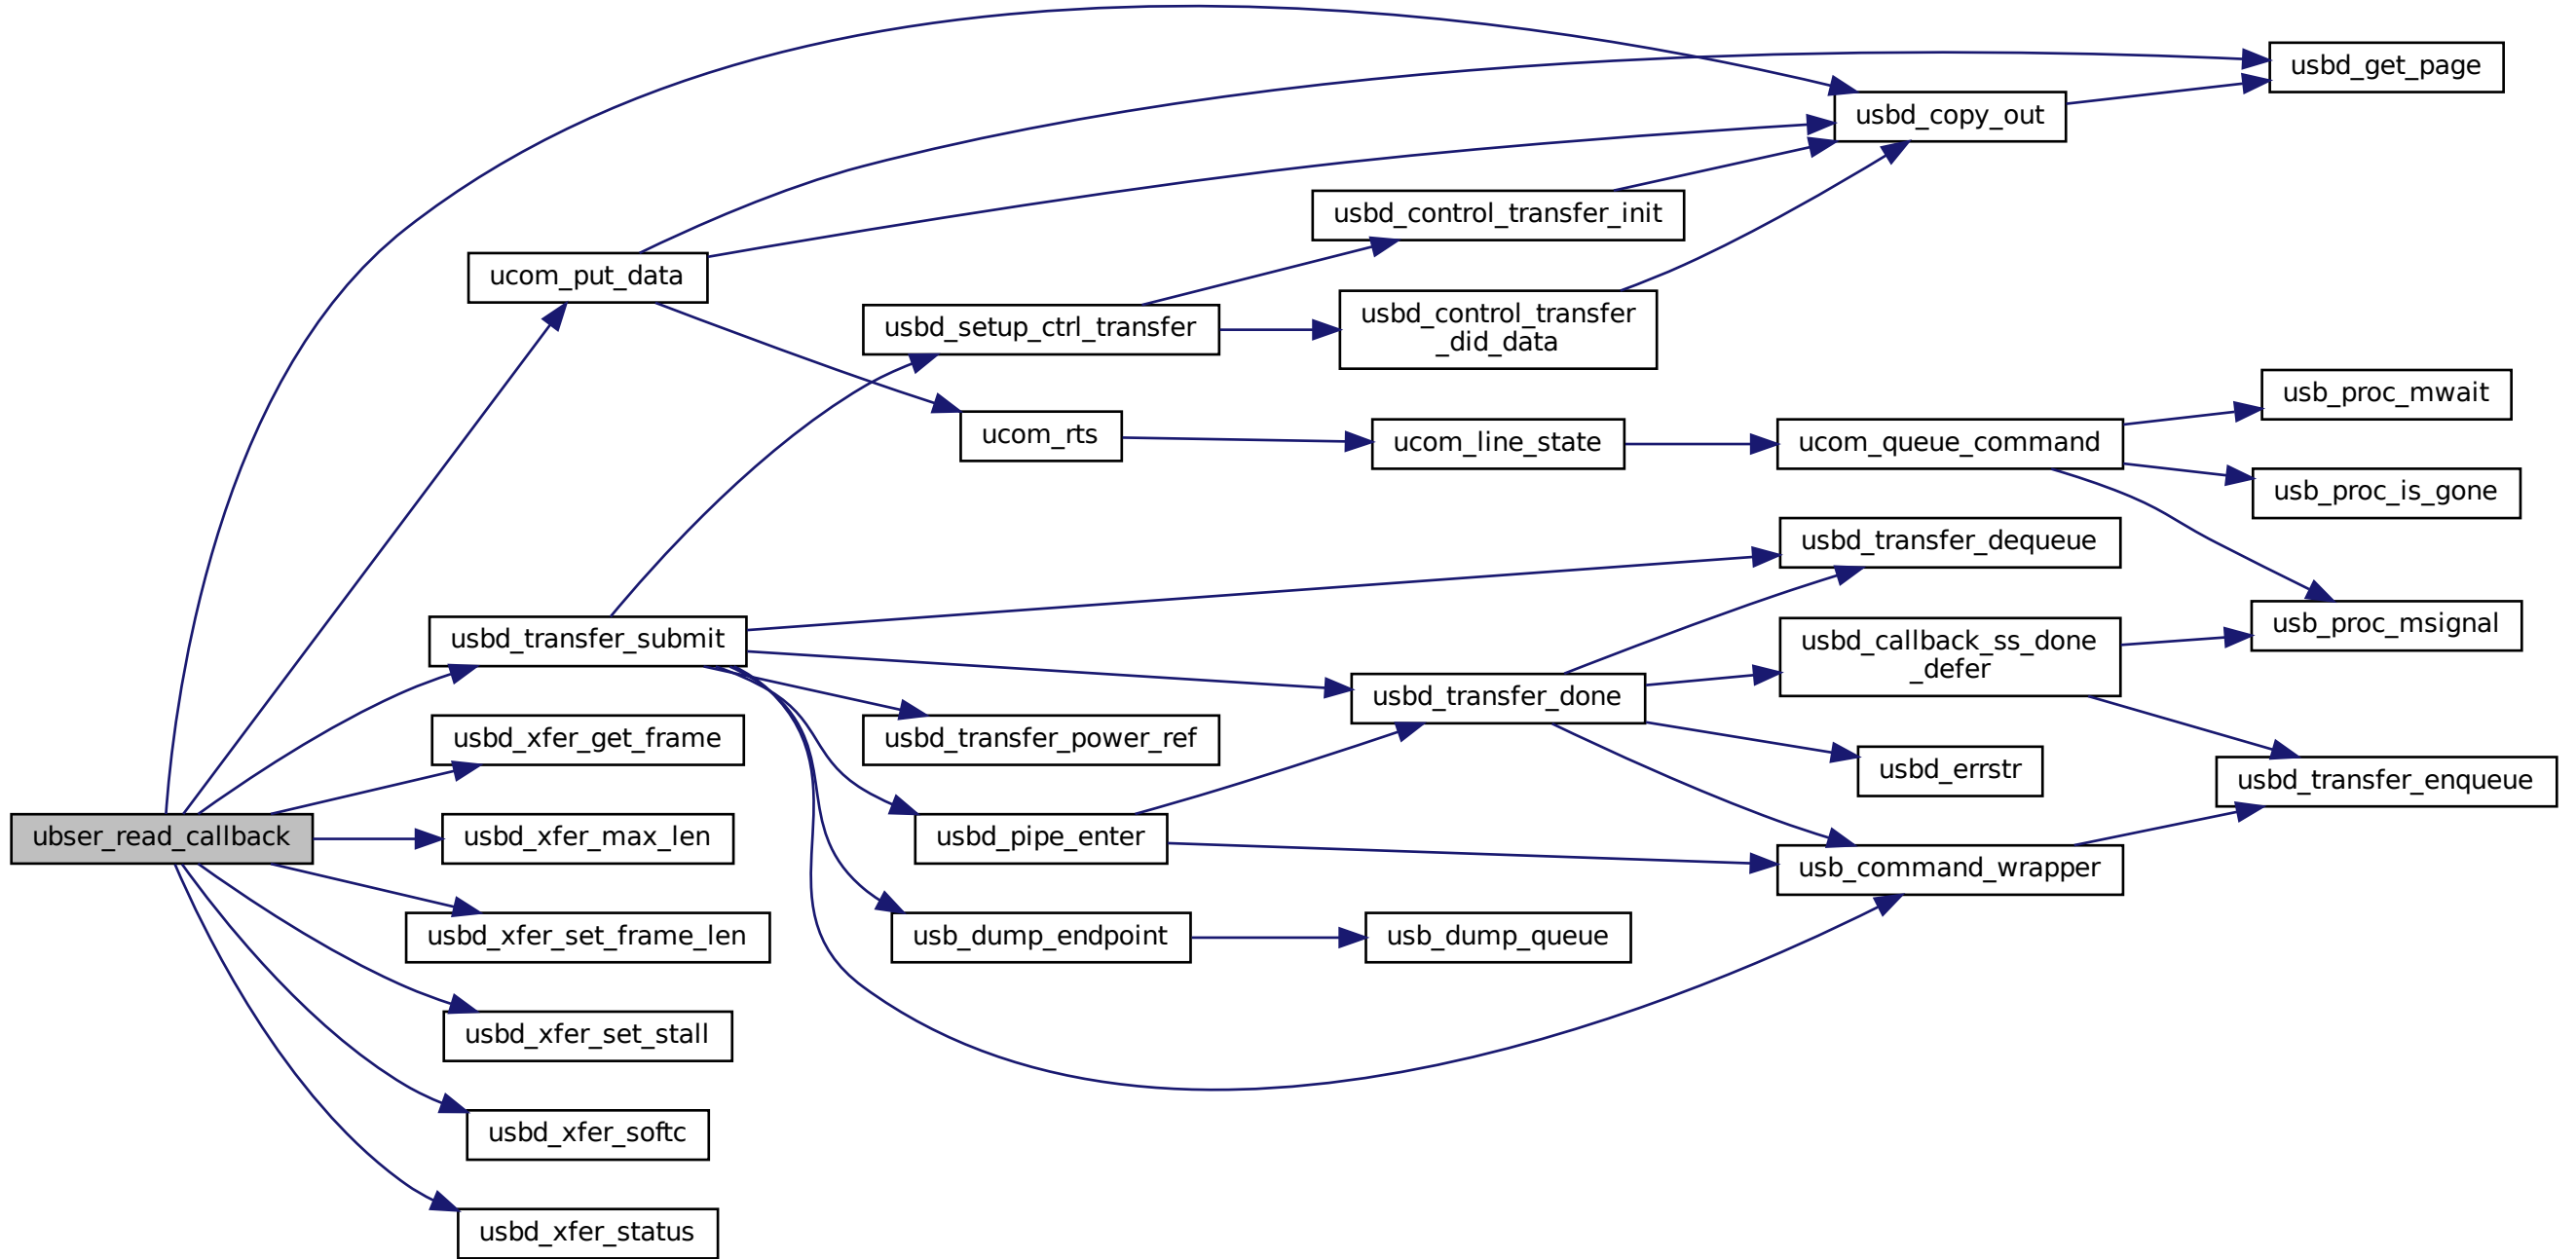 usbd_get_page
usbd_copy_out
usbd_control_transfer_init
ucom_put_data
usbd_setup_ctrl_transfer
usbd_control_transfer
_did_data
usb_proc_mwait
ucom_rts
ucom_line_state
ucom_queue_command
usb_proc_is_gone
usbd_transfer_dequeue
usb_proc_msignal
usbd_transfer_submit
usbd_callback_ss_done
_defer
usbd_transfer_done
usbd_xfer_get_frame
usbd_transfer_power_ref
usbd_errstr
usbd_transfer_enqueue
ubser_read_callback
usbd_xfer_max_len
usbd_pipe_enter
usb_command_wrapper
usbd_xfer_set_frame_len
usb_dump_endpoint
usb_dump_queue
usbd_xfer_set_stall
usbd_xfer_softc
usbd_xfer_status